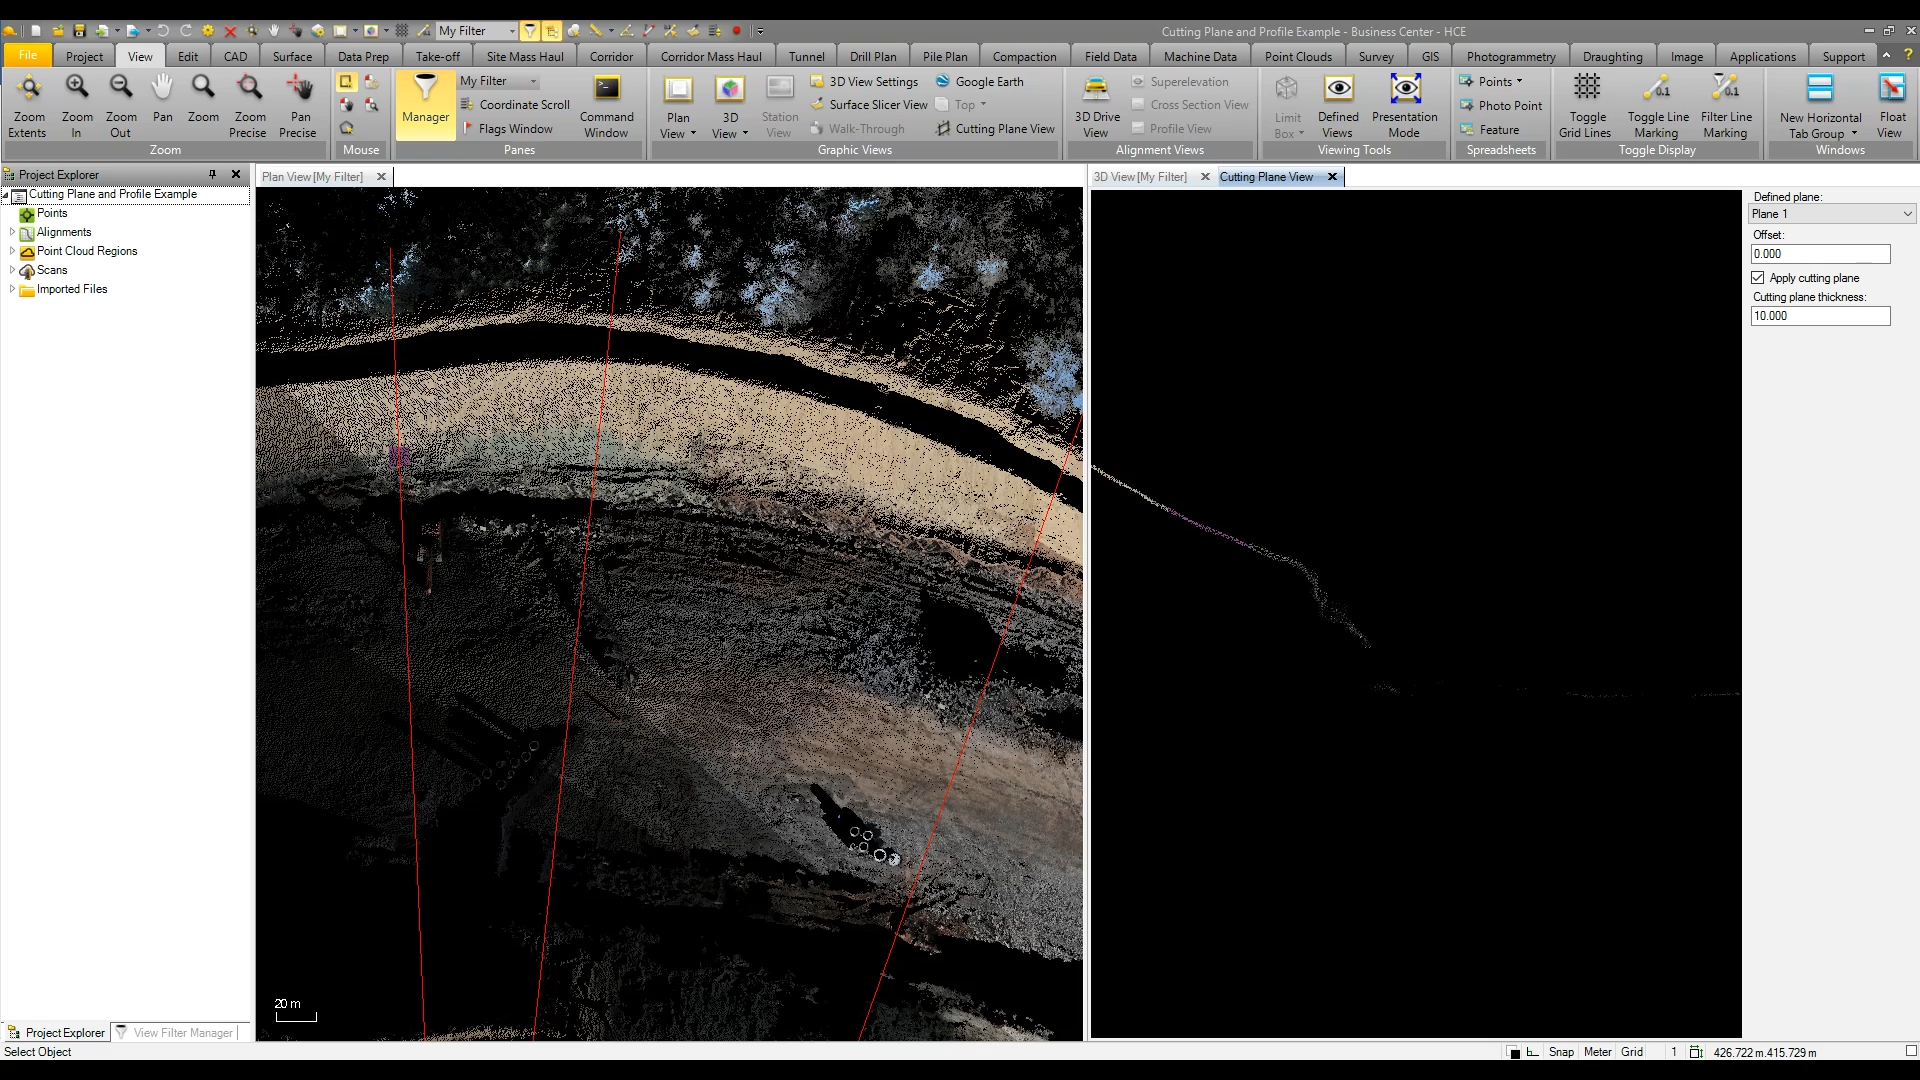 My Filter
Cutting Plane and Profile Example - Business Center - HCE
File Project View Edit CAD Surface Data Prep Take-off Site Mass Haul Corridor Corridor Mass Haul Tunnel Drill Plan Pile Plan Compaction Field Data Machine Data Point Clouds Survey GIS Photogrammetry Draughting Image Applications Support
Zoom Extents
Zoom In
Zoom Out
Pan
Zoom
Zoom Precise
Pan Precise
Zoom
Mouse
Manager
My Filter
Coordinate Scroll
Flags Window
Command Window
Panes
Plan View
3D View
Station View
3D View Settings
Surface Slicer View
Walk-Through
Google Earth
Top
Cutting Plane View
Graphic Views
3D Drive View
Superelevation
Cross Section View
Profile View
Alignment Views
Limit Box
Defined Views
Presentation Mode
Viewing Tools
Points
Photo Point
Feature
Spreadsheets
Toggle Grid Lines
0.1
Toggle Line Marking
0.1
Filter Line Marking
Toggle Display
New Horizontal Tab Group
Float View
Windows
Project Explorer
Cutting Plane and Profile Example
Points
Alignments
Point Cloud Regions
Scans
Imported Files
Plan View[My Filter]
20 m
3D View[My Filter]
Cutting Plane View
Defined plane:
Plane 1
Offset:
0.000
Apply cutting plane
Cutting plane thickness:
10.000
Project Explorer
View Filter Manager
Select Object
Snap Meter Grid 1 426.722 m.415.729 m